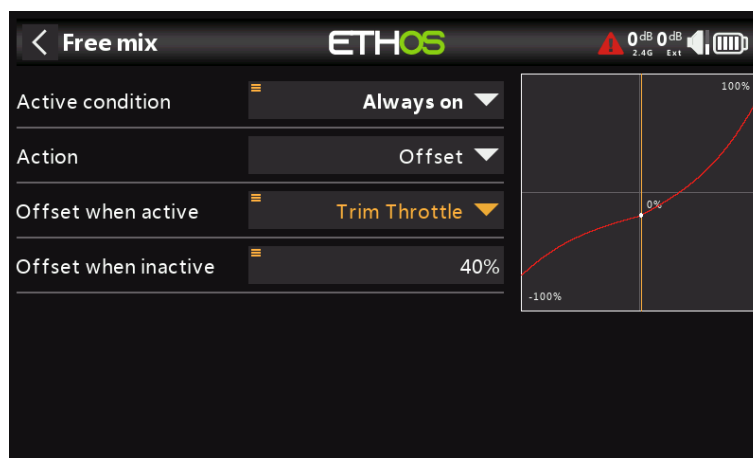 Free mix ETHOS 0dB 0dB
2.4G Ext
Active condition Always on
100%
Action Offset
Offset when active Trim Throttle
0%
Offset when inactive 40%
-100%